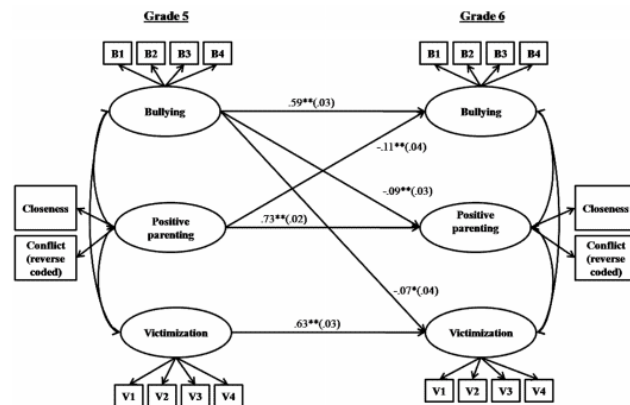 Grade 5
Grade 6
B1 B2 B3 B4
B1 B2 B3 B4
Bullying
.59**(.03)
Bullying
-.11**(.04)
-.09**(.03)
Closeness
Conflict
(reverse
coded)
Positive
parenting
.73**(.02)
Positive
parenting
Closeness
Conflict
(reverse
coded)
-.07*(.04)
Victimization
.63**(.03)
Victimization
V1 V2 V3 V4
V1 V2 V3 V4